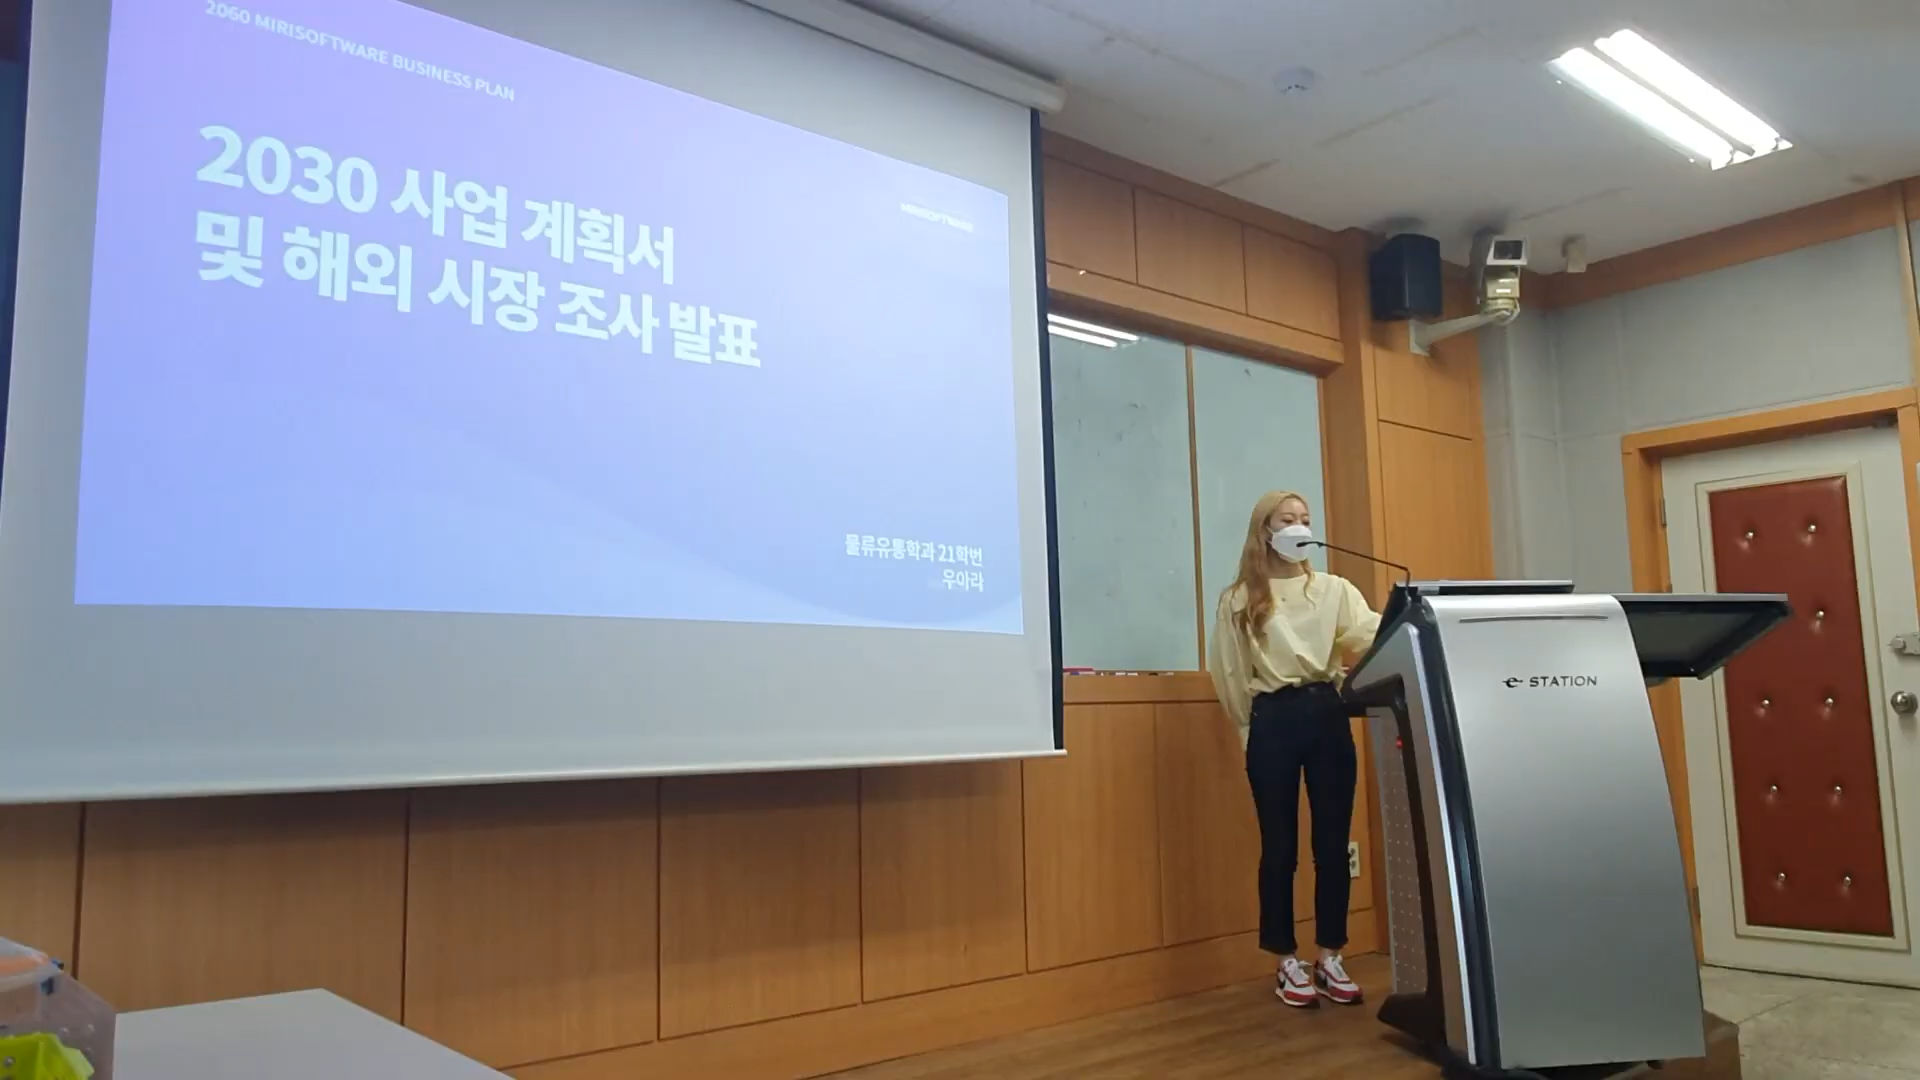 2060 MIRISOFTWARE BUSINESS PLAN
2030 사업 계획서
및 해외 시장 조사 발표
MIRISOFTWARE
물류유통학과 21학번
우아라
e STATION